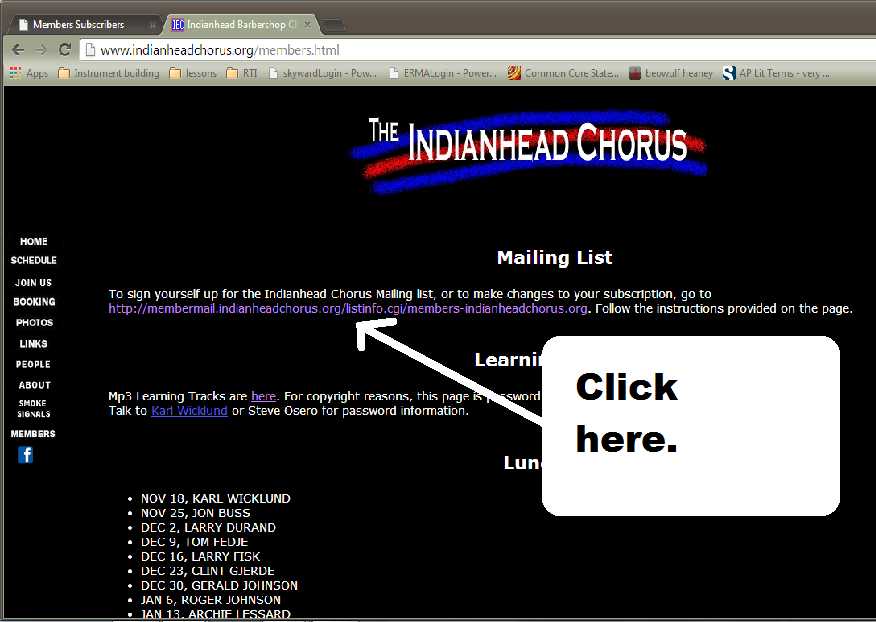 Members Subscribers
Indianhead Barbershop C
www.indianheadchorus.org/members.html
Apps Instrument building lessons RTI skywardLogin - Pow... ERMALogin - Power... Common Core State... beowulf heaney AP Lit Terms - very ...
THE INDIANHEAD CHORUS
HOME
SCHEDULE
JOIN US
BOOKING
PHOTOS
LINKS
PEOPLE
ABOUT
SMOKE
SIGNALS
MEMBERS
f
Mailing List
To sign yourself up for the Indianhead Chorus Mailing list, or to make changes to your subscription, go to
http://membermail.indianheadchorus.org/listinfo.cgi/members-indianheadchorus.org. Follow the instructions provided on the page.
Learnin
Mp3 Learning Tracks are here. For copyright reasons, this page is password
Talk to Karl Wicklund or Steve Osero for password information.
Lun
• NOV 18, KARL WICKLUND
• NOV 25, JON BUSS
• DEC 2, LARRY DURAND
• DEC 9, TOM FEDJE
• DEC 16, LARRY FISK
• DEC 23, CLINT GJERDE
• DEC 30, GERALD JOHNSON
• JAN 6, ROGER JOHNSON
• JAN 13, ARCHIE LESSARD
Click
here.